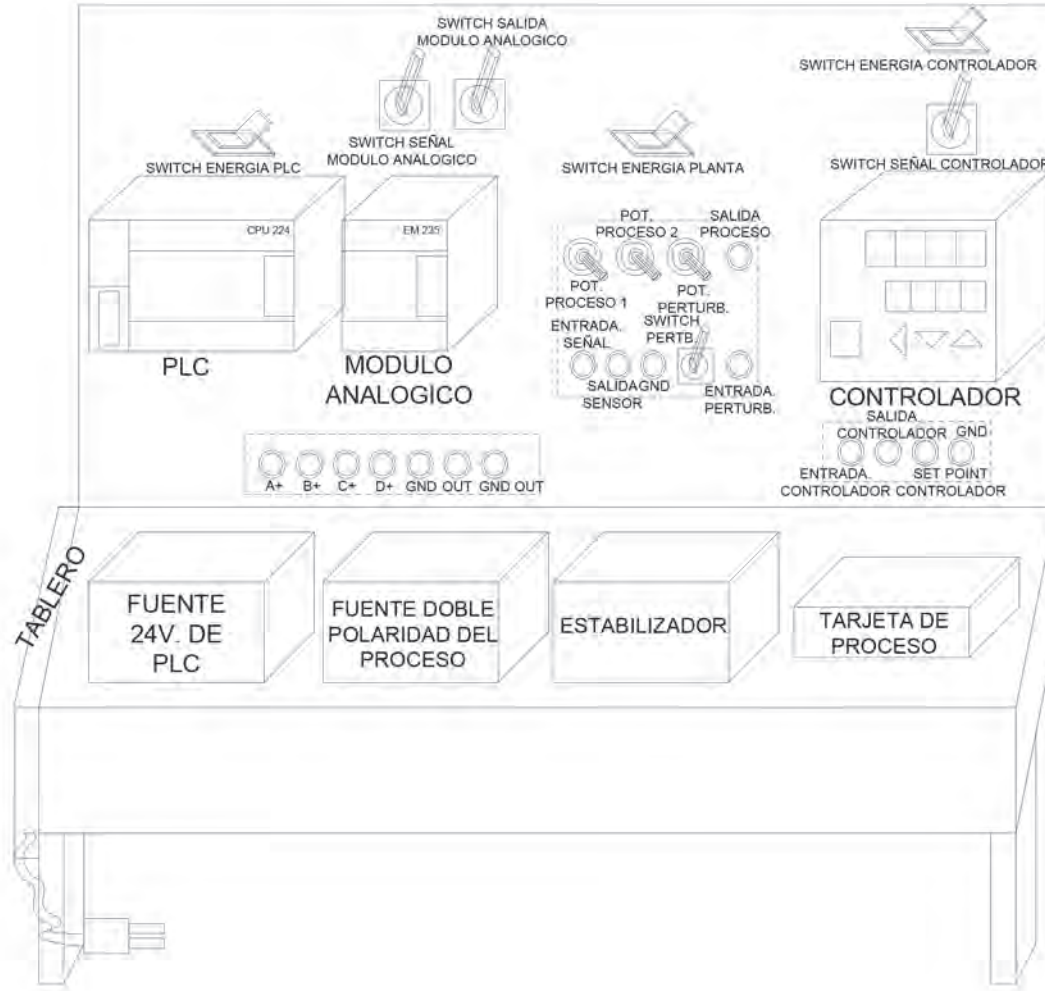 SWITCH SALIDA
MODULO ANALOGICO
SWITCH ENERGIA CONTROLADOR
SWITCH SEÑAL
MODULO ANALOGICO
SWITCH ENERGIA PLC
SWITCH ENERGIA PLANTA
SWITCH SEÑAL CONTROLADOR
CPU 224
EM 235
PLC
MODULO
ANALOGICO
POT.
PROCESO 2
SALIDA
PROCESO
POT.
PROCESO 1
POT.
PERTURB.
ENTRADA.
SEÑAL
SWITCH
PERTB.
SALIDA
SENSOR
GND
ENTRADA.
PERTURB.
CONTROLADOR
SALIDA
CONTROLADOR
GND
ENTRADA.
CONTROLADOR
SET POINT
CONTROLADOR
A+
B+
C+
D+
GND
OUT
GND OUT
TABLERO
FUENTE
24V. DE
PLC
FUENTE DOBLE
POLARIDAD DEL
PROCESO
ESTABILIZADOR
TARJETA DE
PROCESO